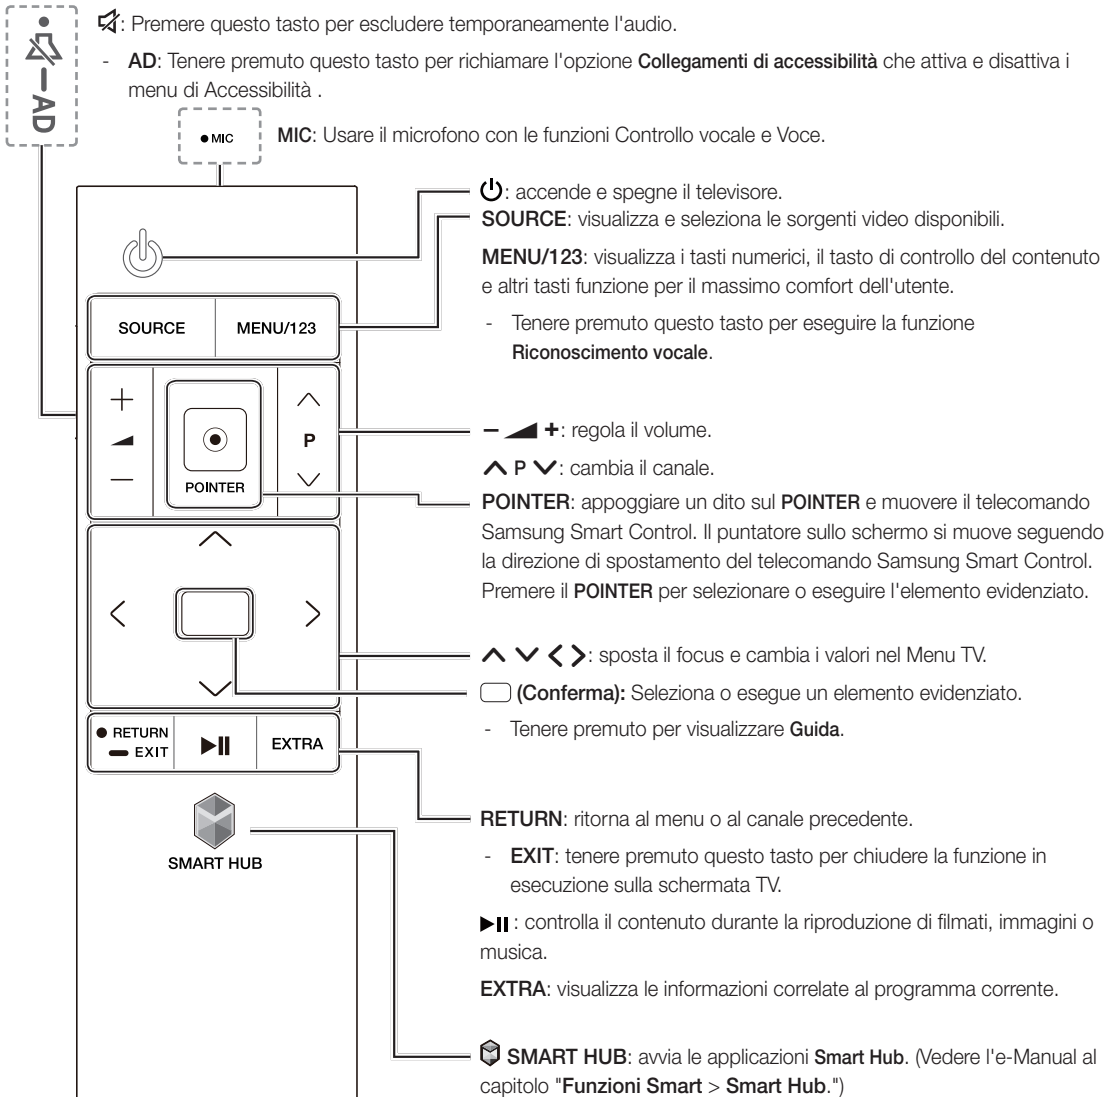 : Premere questo tasto per escludere temporaneamente l'audio.
- AD: Tenere premuto questo tasto per richiamare l'opzione Collegamenti di accessibilità che attiva e disattiva i
menu di Accessibilità .
AD
MIC
MIC: Usare il microfono con le funzioni Controllo vocale e Voce.
: accende e spegne il televisore.
SOURCE: visualizza e seleziona le sorgenti video disponibili.
MENU/123: visualizza i tasti numerici, il tasto di controllo del contenuto
e altri tasti funzione per il massimo comfort dell'utente.
- Tenere premuto questo tasto per eseguire la funzione
Riconoscimento vocale.
SOURCE
MENU/123
+
P
−
POINTER
− +: regola il volume.
P : cambia il canale.
POINTER: appoggiare un dito sul POINTER e muovere il telecomando
Samsung Smart Control. Il puntatore sullo schermo si muove seguendo
la direzione di spostamento del telecomando Samsung Smart Control.
Premere il POINTER per selezionare o eseguire l'elemento evidenziato.
: sposta il focus e cambia i valori nel Menu TV.
(Conferma): Seleziona o esegue un elemento evidenziato.
- Tenere premuto per visualizzare Guida.
RETURN
EXIT
EXTRA
SMART HUB
RETURN: ritorna al menu o al canale precedente.
- EXIT: tenere premuto questo tasto per chiudere la funzione in
esecuzione sulla schermata TV.
: controlla il contenuto durante la riproduzione di filmati, immagini o
musica.
EXTRA: visualizza le informazioni correlate al programma corrente.
SMART HUB: avvia le applicazioni Smart Hub. (Vedere l'e-Manual al
capitolo "Funzioni Smart > Smart Hub.")